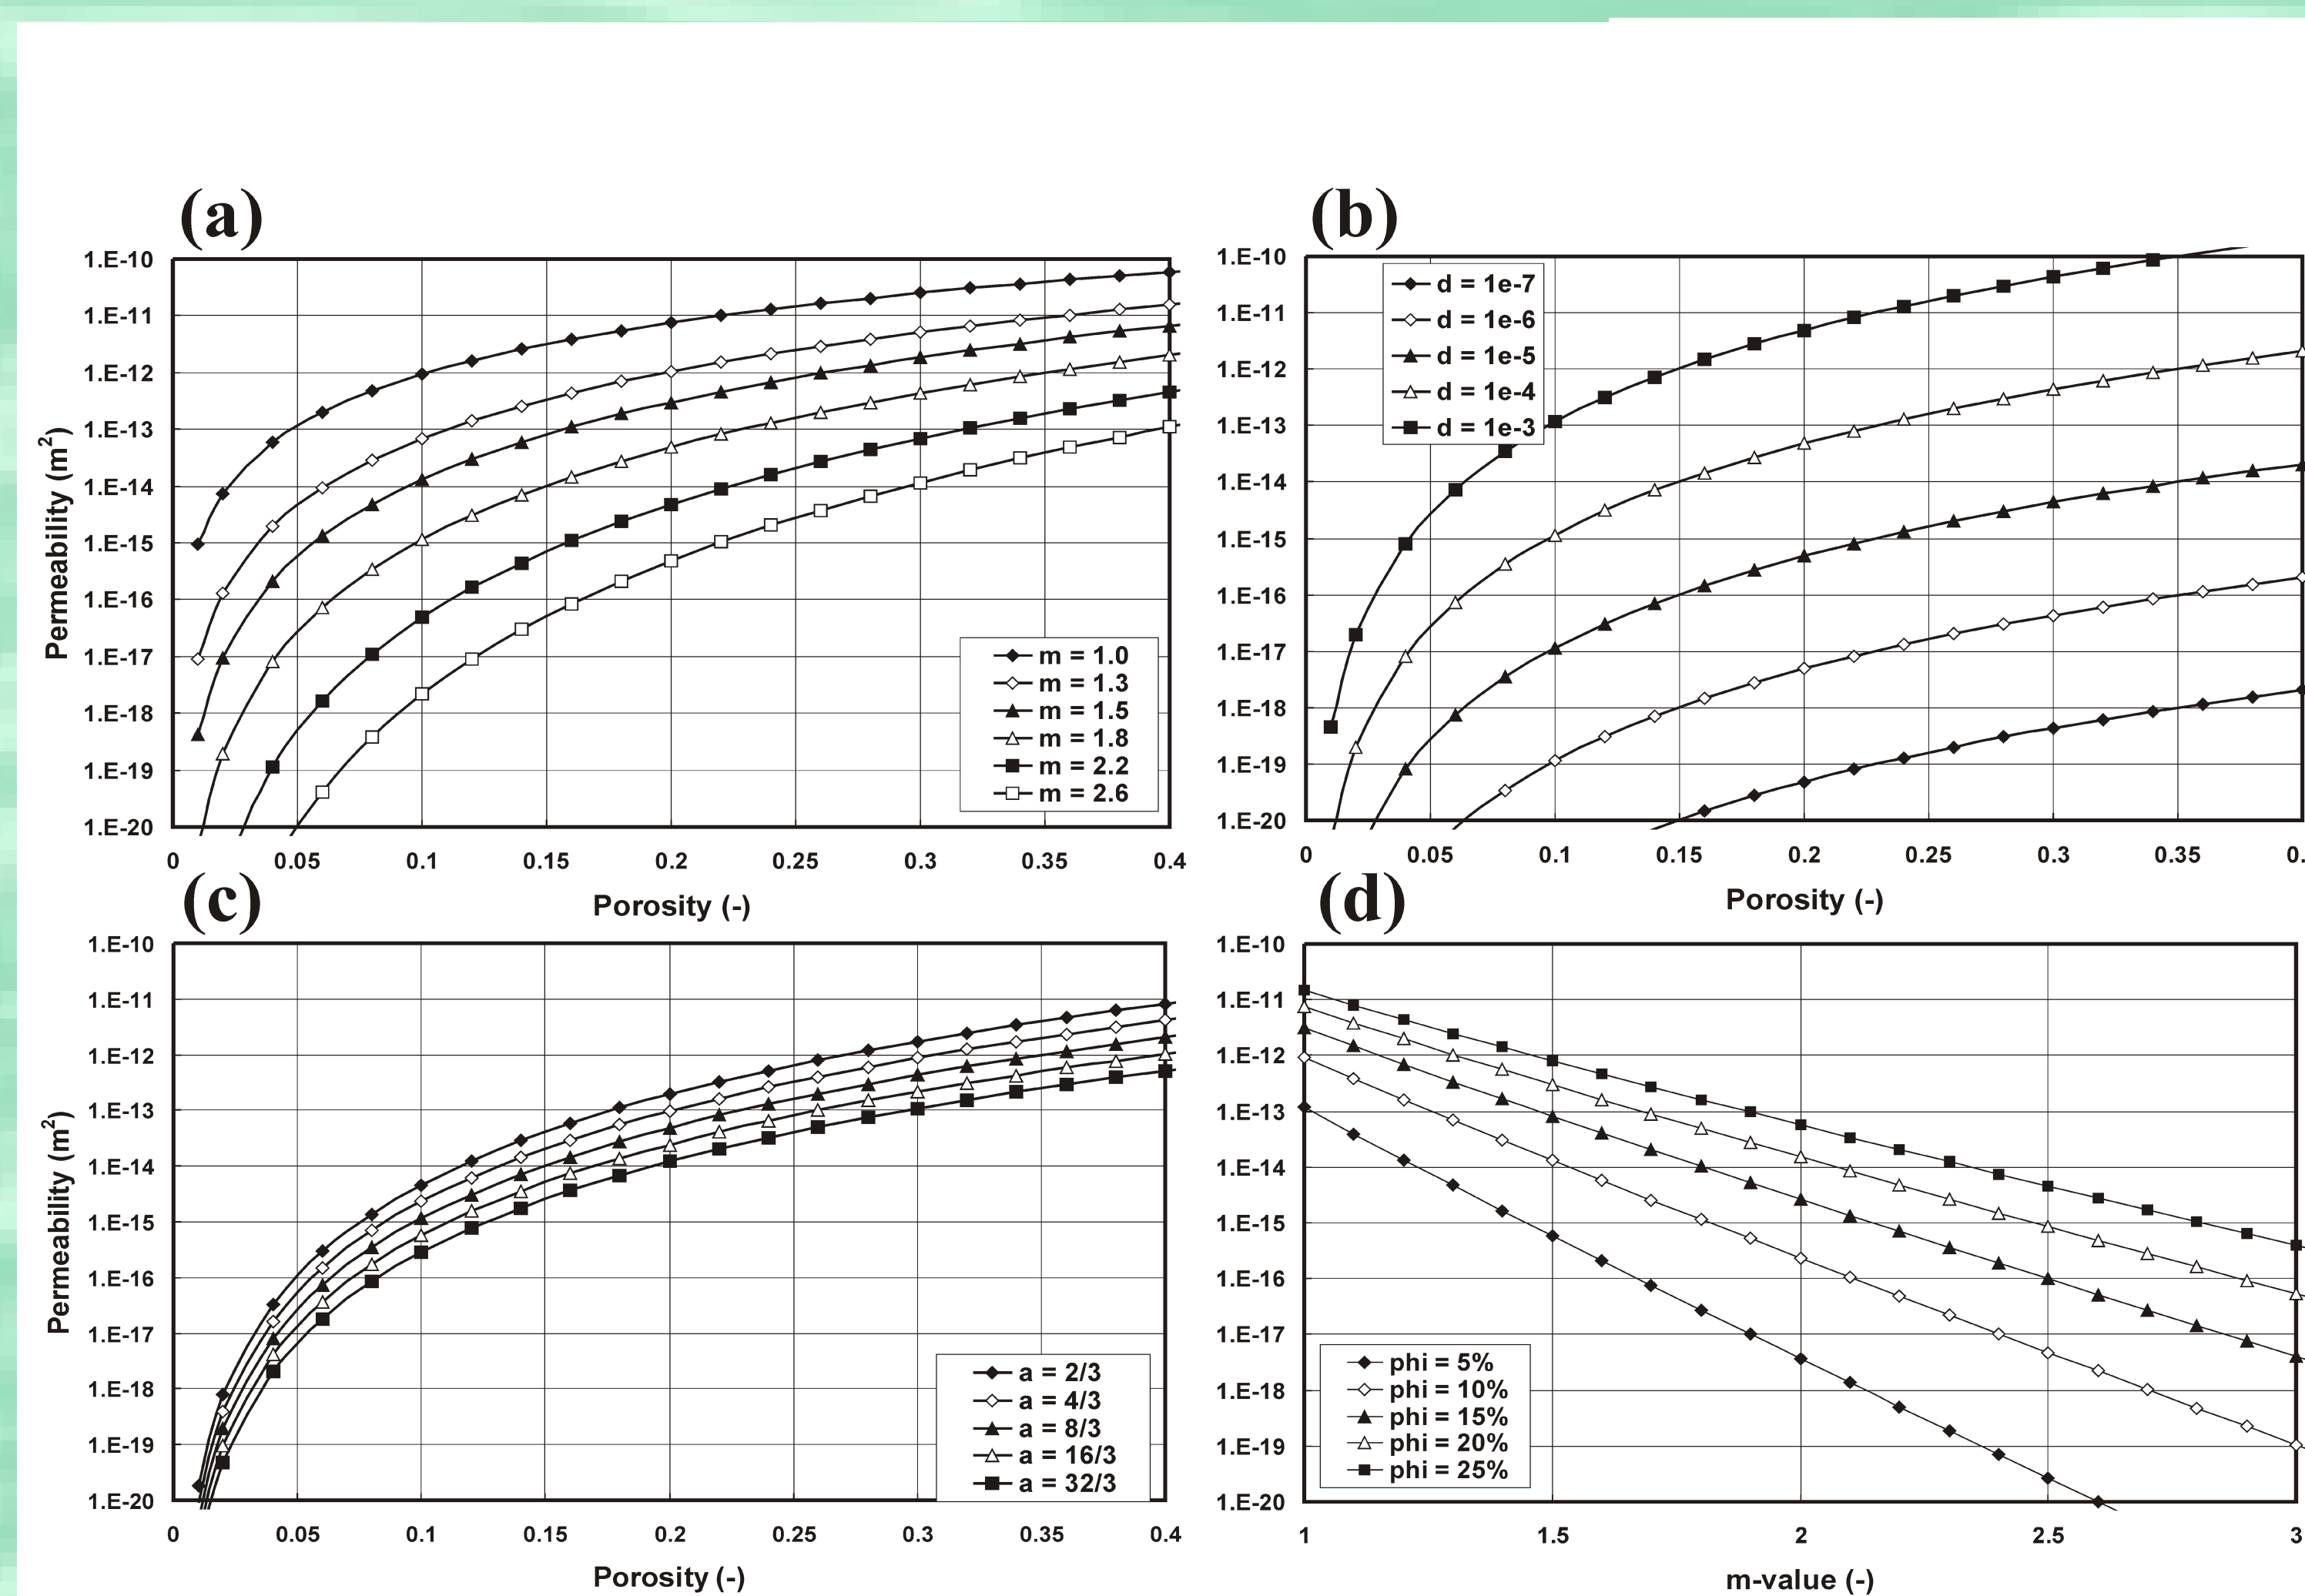 (a)
1.E-10
1.E-11
1.E-12
1.E-13
1.E-14
1.E-15
1.E-16
1.E-17
1.E-18
1.E-19
1.E-20
Permeability (m²)
m = 1.0
m = 1.3
m = 1.5
m = 1.8
m = 2.2
m = 2.6
0 0.05 0.1 0.15 0.2 0.25 0.3 0.35 0.4
Porosity (-)
(b)
1.E-10
1.E-11
1.E-12
1.E-13
1.E-14
1.E-15
1.E-16
1.E-17
1.E-18
1.E-19
1.E-20
d = 1e-7
d = 1e-6
d = 1e-5
d = 1e-4
d = 1e-3
0 0.05 0.1 0.15 0.2 0.25 0.3 0.35 0.
Porosity (-)
(c)
1.E-10
1.E-11
1.E-12
1.E-13
1.E-14
1.E-15
1.E-16
1.E-17
1.E-18
1.E-19
1.E-20
Permeability (m²)
a = 2/3
a = 4/3
a = 8/3
a = 16/3
a = 32/3
0 0.05 0.1 0.15 0.2 0.25 0.3 0.35 0.4
Porosity (-)
(d)
1.E-10
1.E-11
1.E-12
1.E-13
1.E-14
1.E-15
1.E-16
1.E-17
1.E-18
1.E-19
1.E-20
phi = 5%
phi = 10%
phi = 15%
phi = 20%
phi = 25%
1 1.5 2 2.5 3
m-value (-)